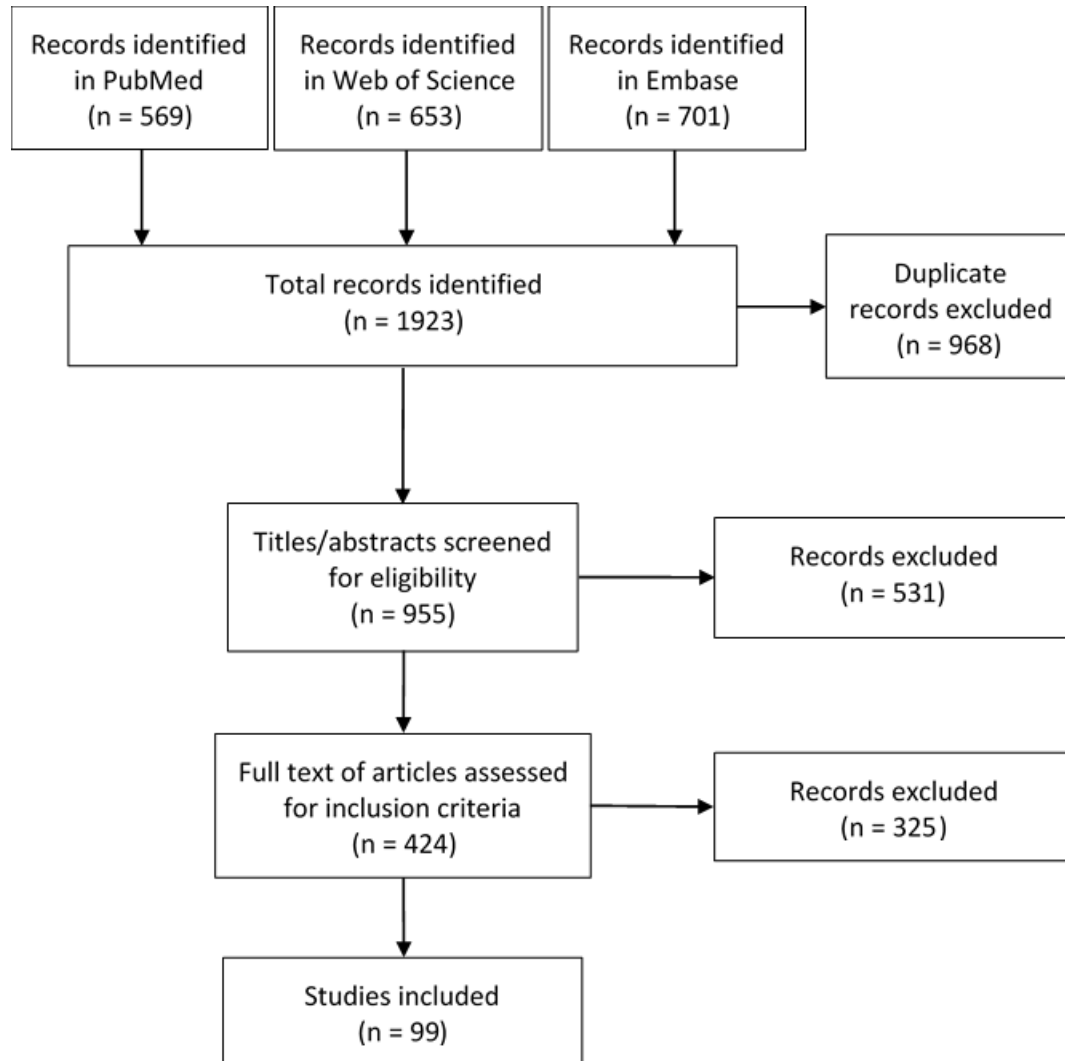 Records identified
in PubMed
(n = 569)
Records identified
in Web of Science
(n = 653)
Records identified
in Embase
(n = 701)
Total records identified
(n = 1923)
Duplicate
records excluded
(n = 968)
Titles/abstracts screened
for eligibility
(n = 955)
Records excluded
(n = 531)
Full text of articles assessed
for inclusion criteria
(n = 424)
Records excluded
(n = 325)
Studies included
(n = 99)